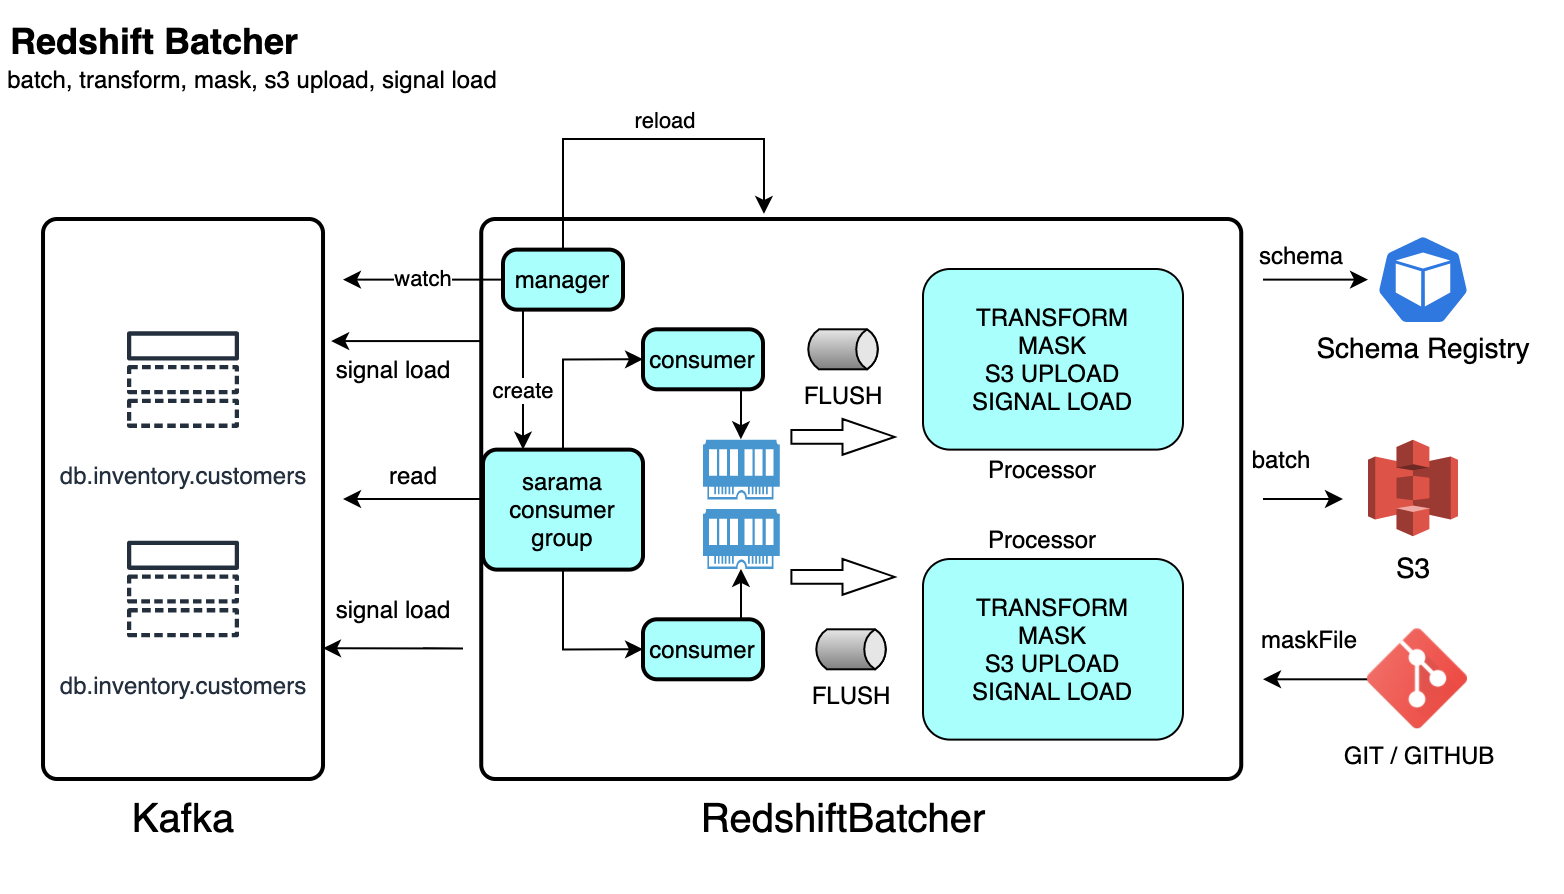 Redshift Batcher
batch, transform, mask, s3 upload, signal load
reload
watch
manager
signal load
create
consumer
FLUSH
TRANSFORM
MASK
S3 UPLOAD
SIGNAL LOAD
Processor
schema
Schema Registry
db.inventory.customers
read
sarama
consumer
group
batch
S3
Processor
signal load
consumer
FLUSH
TRANSFORM
MASK
S3 UPLOAD
SIGNAL LOAD
maskFile
GIT / GITHUB
db.inventory.customers
Kafka
RedshiftBatcher